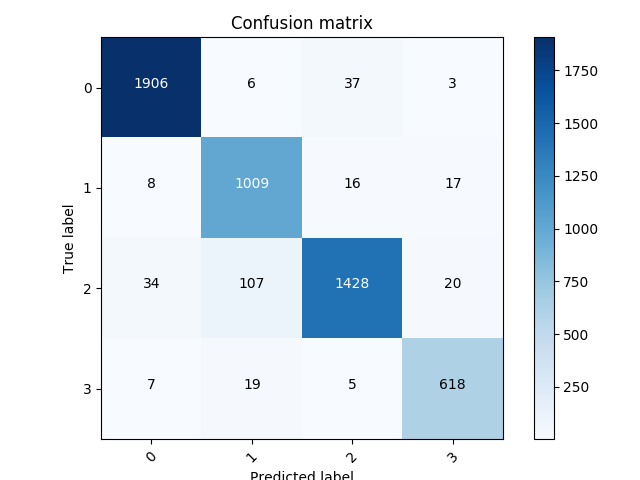 Confusion matrix
0 1906 6 37 3
1 8 1009 16 17
2 34 107 1428 20
3 7 19 5 618
0 1 2 3
True label
Predicted label
1750
1500
1250
1000
750
500
250